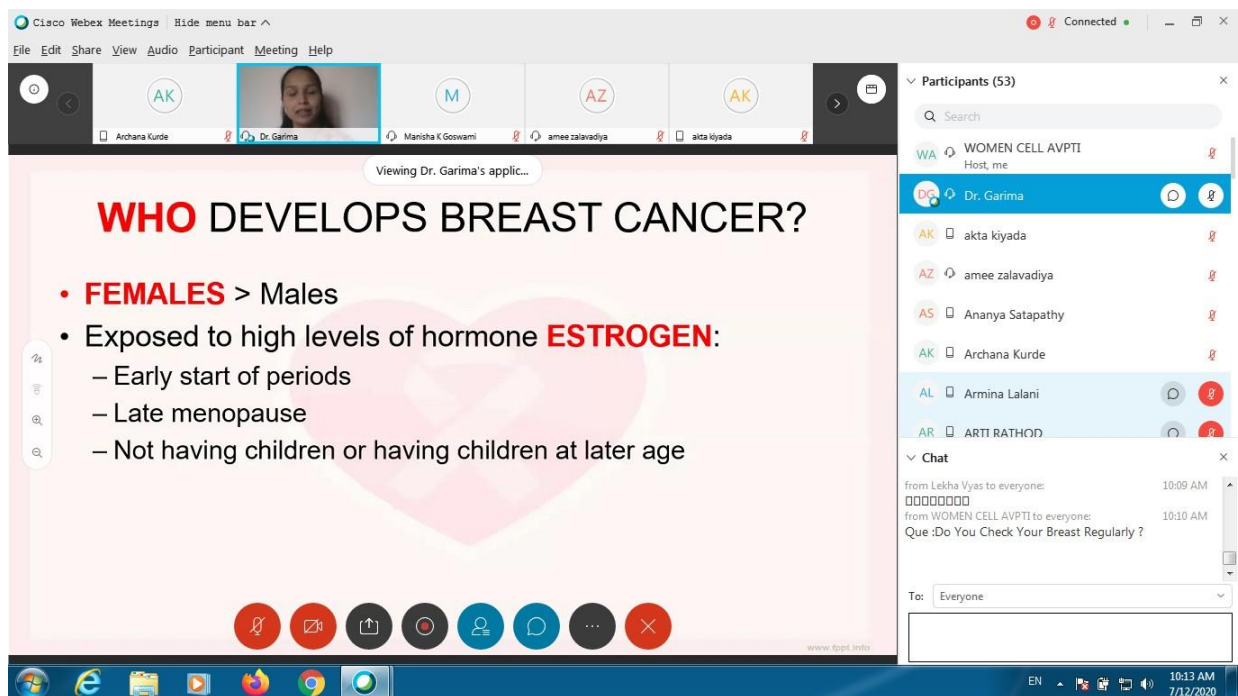 Cisco Webex Meetings Hide menu bar ^
Connected
File Edit Share View Audio Participant Meeting Help
AK
M
AZ
AK
Archana Kurde
Dr. Garima
Manisha K Goswami
amee zalavadiya
akta kiyada
Viewing Dr. Garima's applic...
WHO DEVELOPS BREAST CANCER?
• FEMALES > Males
• Exposed to high levels of hormone ESTROGEN:
– Early start of periods
– Late menopause
– Not having children or having children at later age
www.fppt.info
Participants (53)
Search
WA WOMEN CELL AVPTI
Host, me
DG Dr. Garima
AK akta kiyada
AZ amee zalavadiya
AS Ananya Satapathy
AK Archana Kurde
AL Armina Lalani
AR ARTI RATHOD
Chat
from Lekha Vyas to everyone: 10:09 AM
from WOMEN CELL AVPTI to everyone: 10:10 AM
Que :Do You Check Your Breast Regularly ?
To: Everyone
EN 10:13 AM
7/12/2020